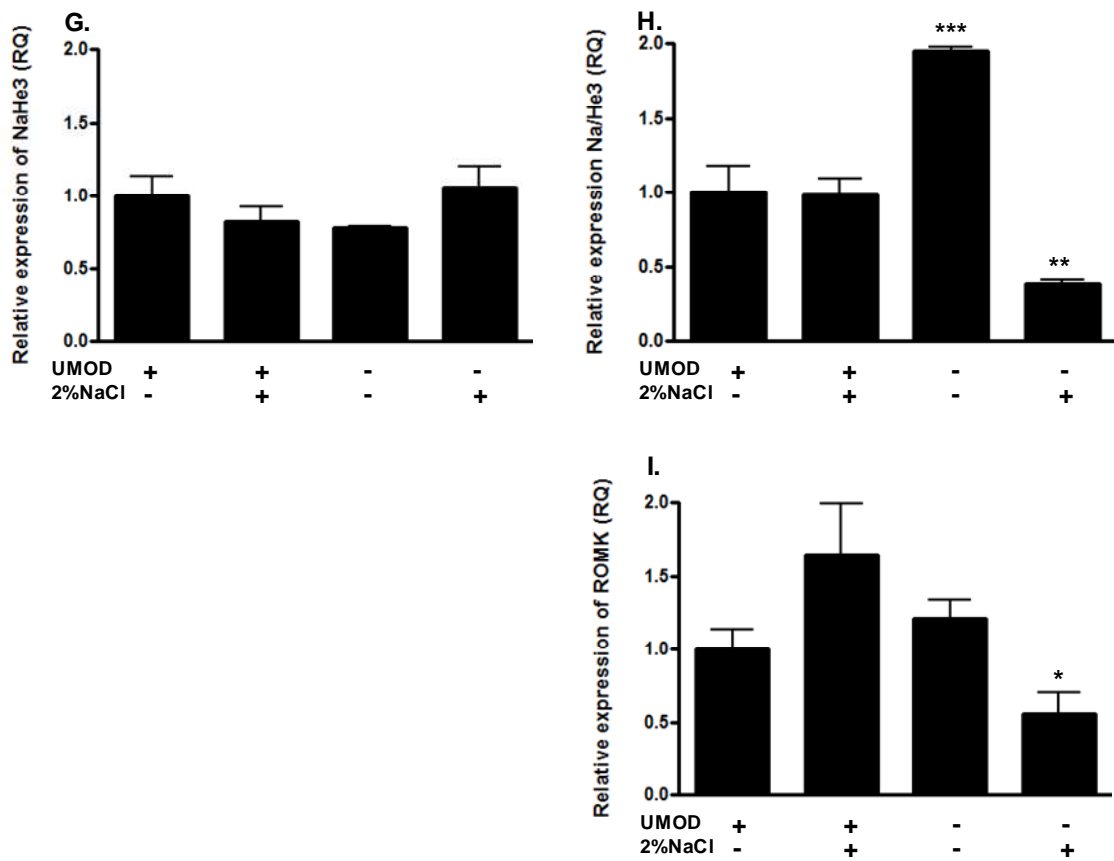 G.
Relative expression of NaHe3 (RQ)
2.0
1.5
1.0
0.5
0.0
UMOD + + - -
2%NaCl - + - +
H.
Relative expression Na/He3 (RQ)
2.0
1.5
1.0
0.5
0.0
***
**
UMOD + + - -
2%NaCl - + - +
I.
Relative expression of ROMK (RQ)
2.0
1.5
1.0
0.5
0.0
*
UMOD + + - -
2%NaCl - + - +